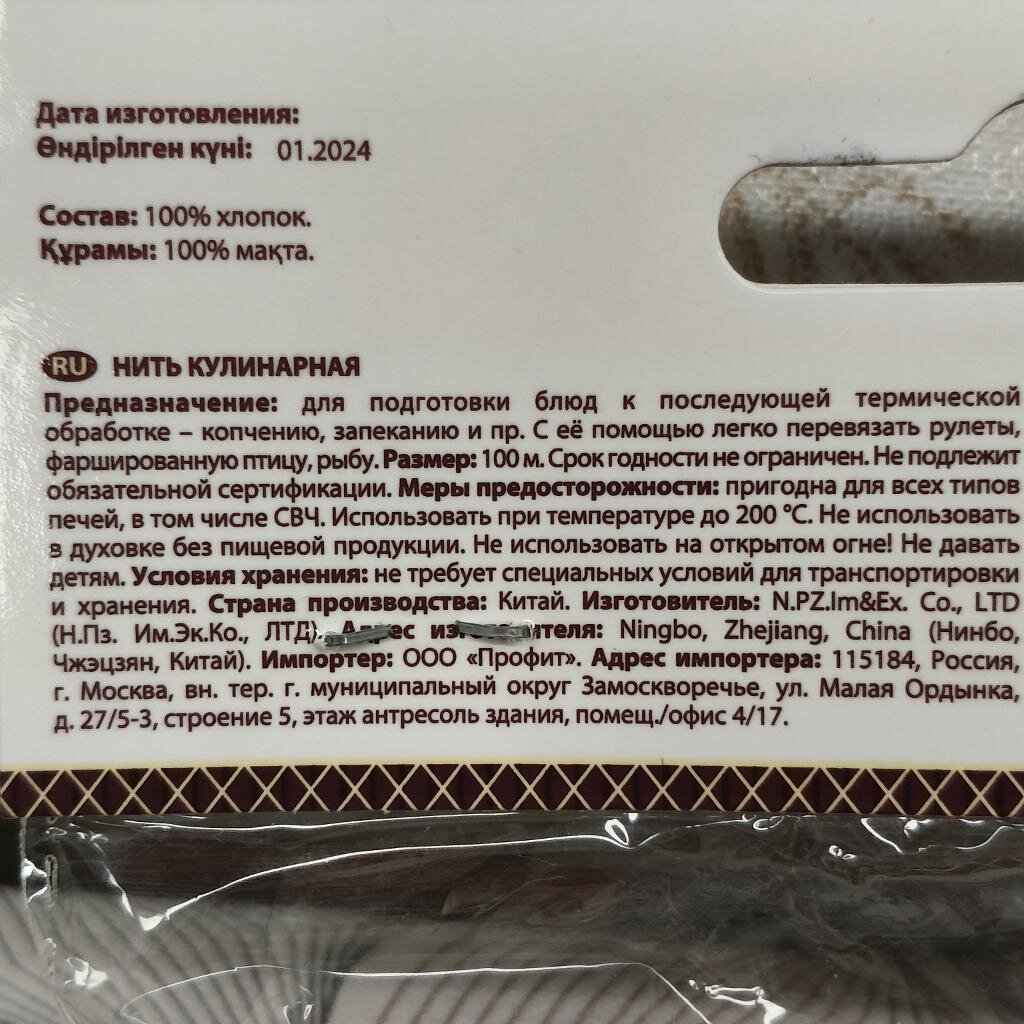 Дата изготовления:
Өндірілген күні: 01.2024
Состав: 100% хлопок.
Құрамы: 100% мақта.
RU НИТЬ КУЛИНАРНАЯ
Предназначение: для подготовки блюд к последующей термической
обработке – копчению, запеканию и пр. С её помощью легко перевязать рулеты,
фаршированную птицу, рыбу. Размер: 100 м. Срок годности не ограничен. Не подлежит
обязательной сертификации. Меры предосторожности: пригодна для всех типов
печей, в том числе СВЧ. Использовать при температуре до 200 °C. Не использовать
в духовке без пищевой продукции. Не использовать на открытом огне! Не давать
детям. Условия хранения: не требует специальных условий для транспортировки
и хранения. Страна производства: Китай. Изготовитель: N.PZ.Im&Ex. Co., LTD
(Н.Пз. Им.Эк.Ко., ЛТД). Адрес изготовителя: Ningbo, Zhejiang, China (Нинбо,
Чжэцзян, Китай). Импортер: ООО «Профит». Адрес импортера: 115184, Россия,
г. Москва, вн. тер. г. муниципальный округ Замоскворечье, ул. Малая Ордынка,
д. 27/5-3, строение 5, этаж антресоль здания, помещ./офис 4/17.